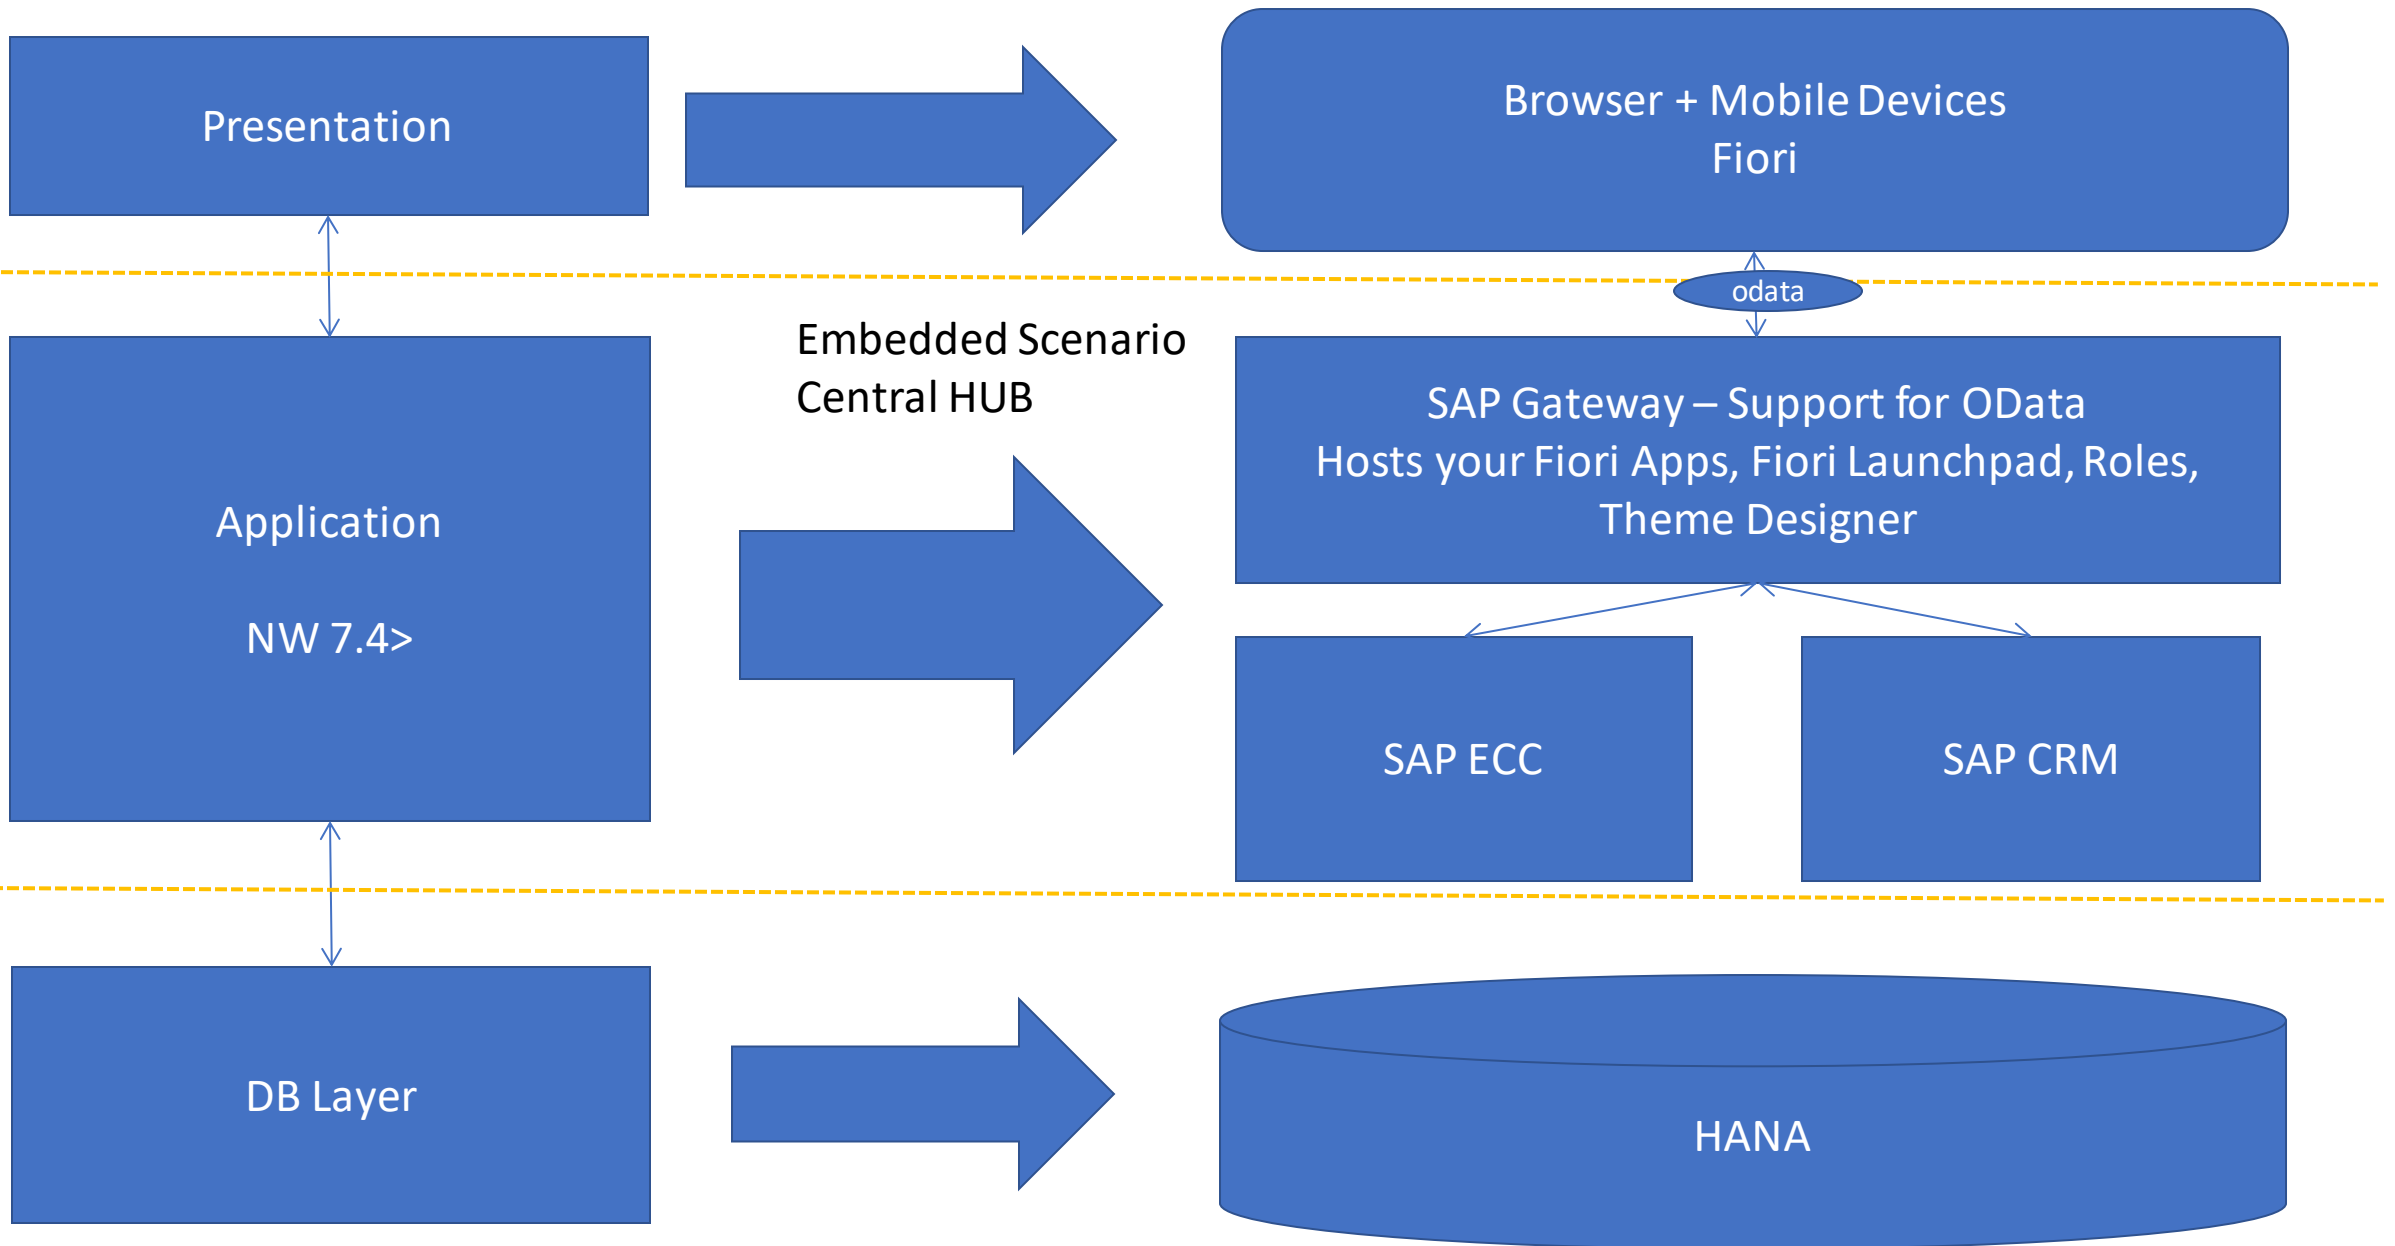 Presentation
Browser + Mobile Devices
Fiori
odata
Embedded Scenario
Central HUB
Application
NW 7.4>
SAP Gateway – Support for OData
Hosts your Fiori Apps, Fiori Launchpad, Roles,
Theme Designer
SAP ECC
SAP CRM
DB Layer
HANA